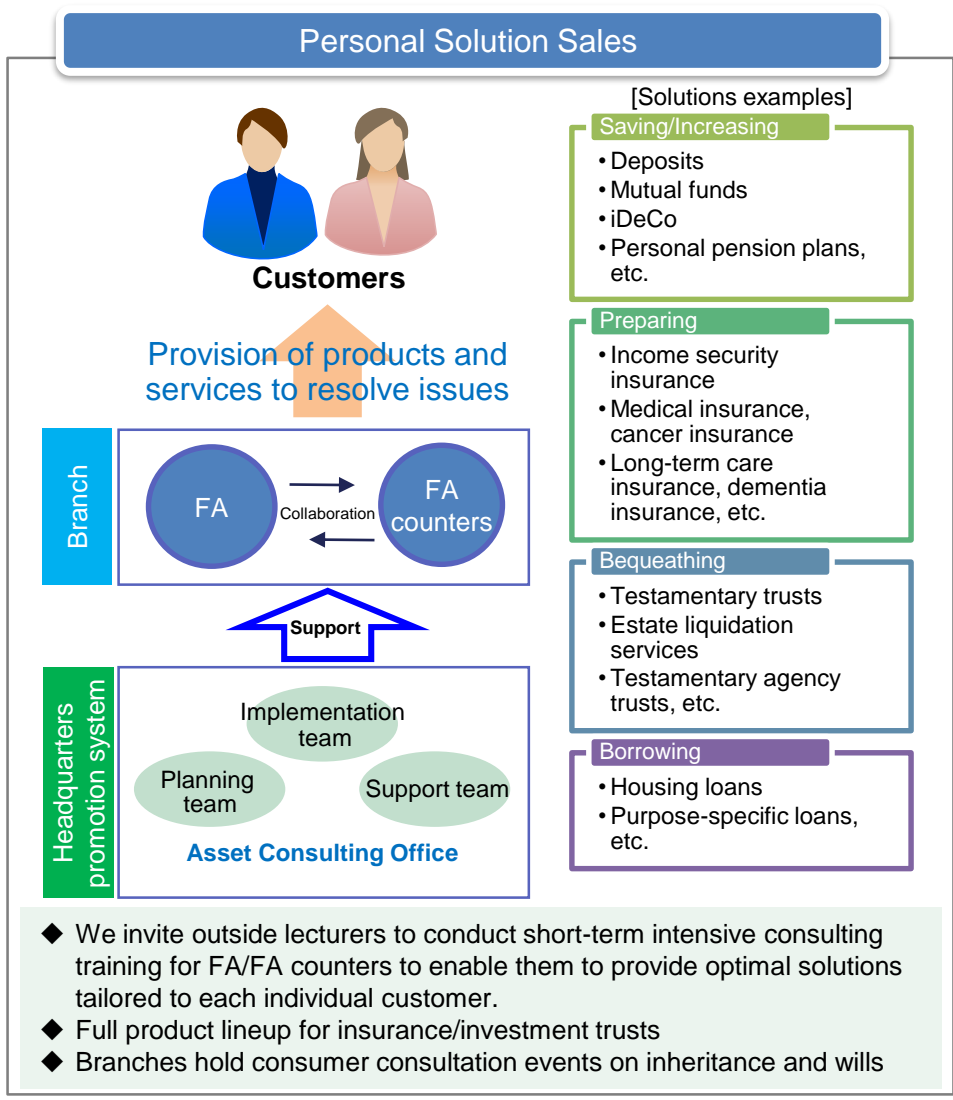 Personal Solution Sales
Customers
Provision of products and
services to resolve issues
Branch
FA
Collaboration
FA
counters
Support
Headquarters
promotion system
Implementation
team
Planning
team
Support team
Asset Consulting Office
[Solutions examples]
Saving/Increasing
•Deposits
•Mutual funds
•iDeCo
•Personal pension plans,
etc.
Preparing
•Income security
insurance
•Medical insurance,
cancer insurance
•Long-term care
insurance, dementia
insurance, etc.
Bequeathing
•Testamentary trusts
•Estate liquidation
services
•Testamentary agency
trusts, etc.
Borrowing
•Housing loans
•Purpose-specific loans,
etc.
◆ We invite outside lecturers to conduct short-term intensive consulting
training for FA/FA counters to enable them to provide optimal solutions
tailored to each individual customer.
◆ Full product lineup for insurance/investment trusts
◆ Branches hold consumer consultation events on inheritance and wills